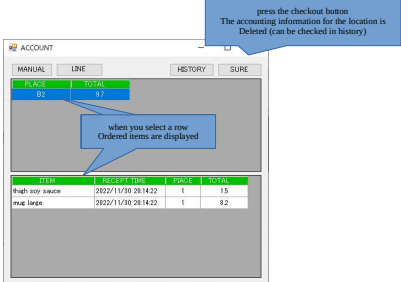 press the checkout button
The accounting information for the location is
Deleted (can be checked in history)
ACCOUNT
MANUAL LINE HISTORY SURE
PLACE TOTAL
B2 9.7
when you select a row
Ordered items are displayed
ITEM RECEPT TIME PIACE TOTAL
thigh soy sauce 2022/11/30 20:14:22 1 1.5
mug large 2022/11/30 20:14:22 1 8.2